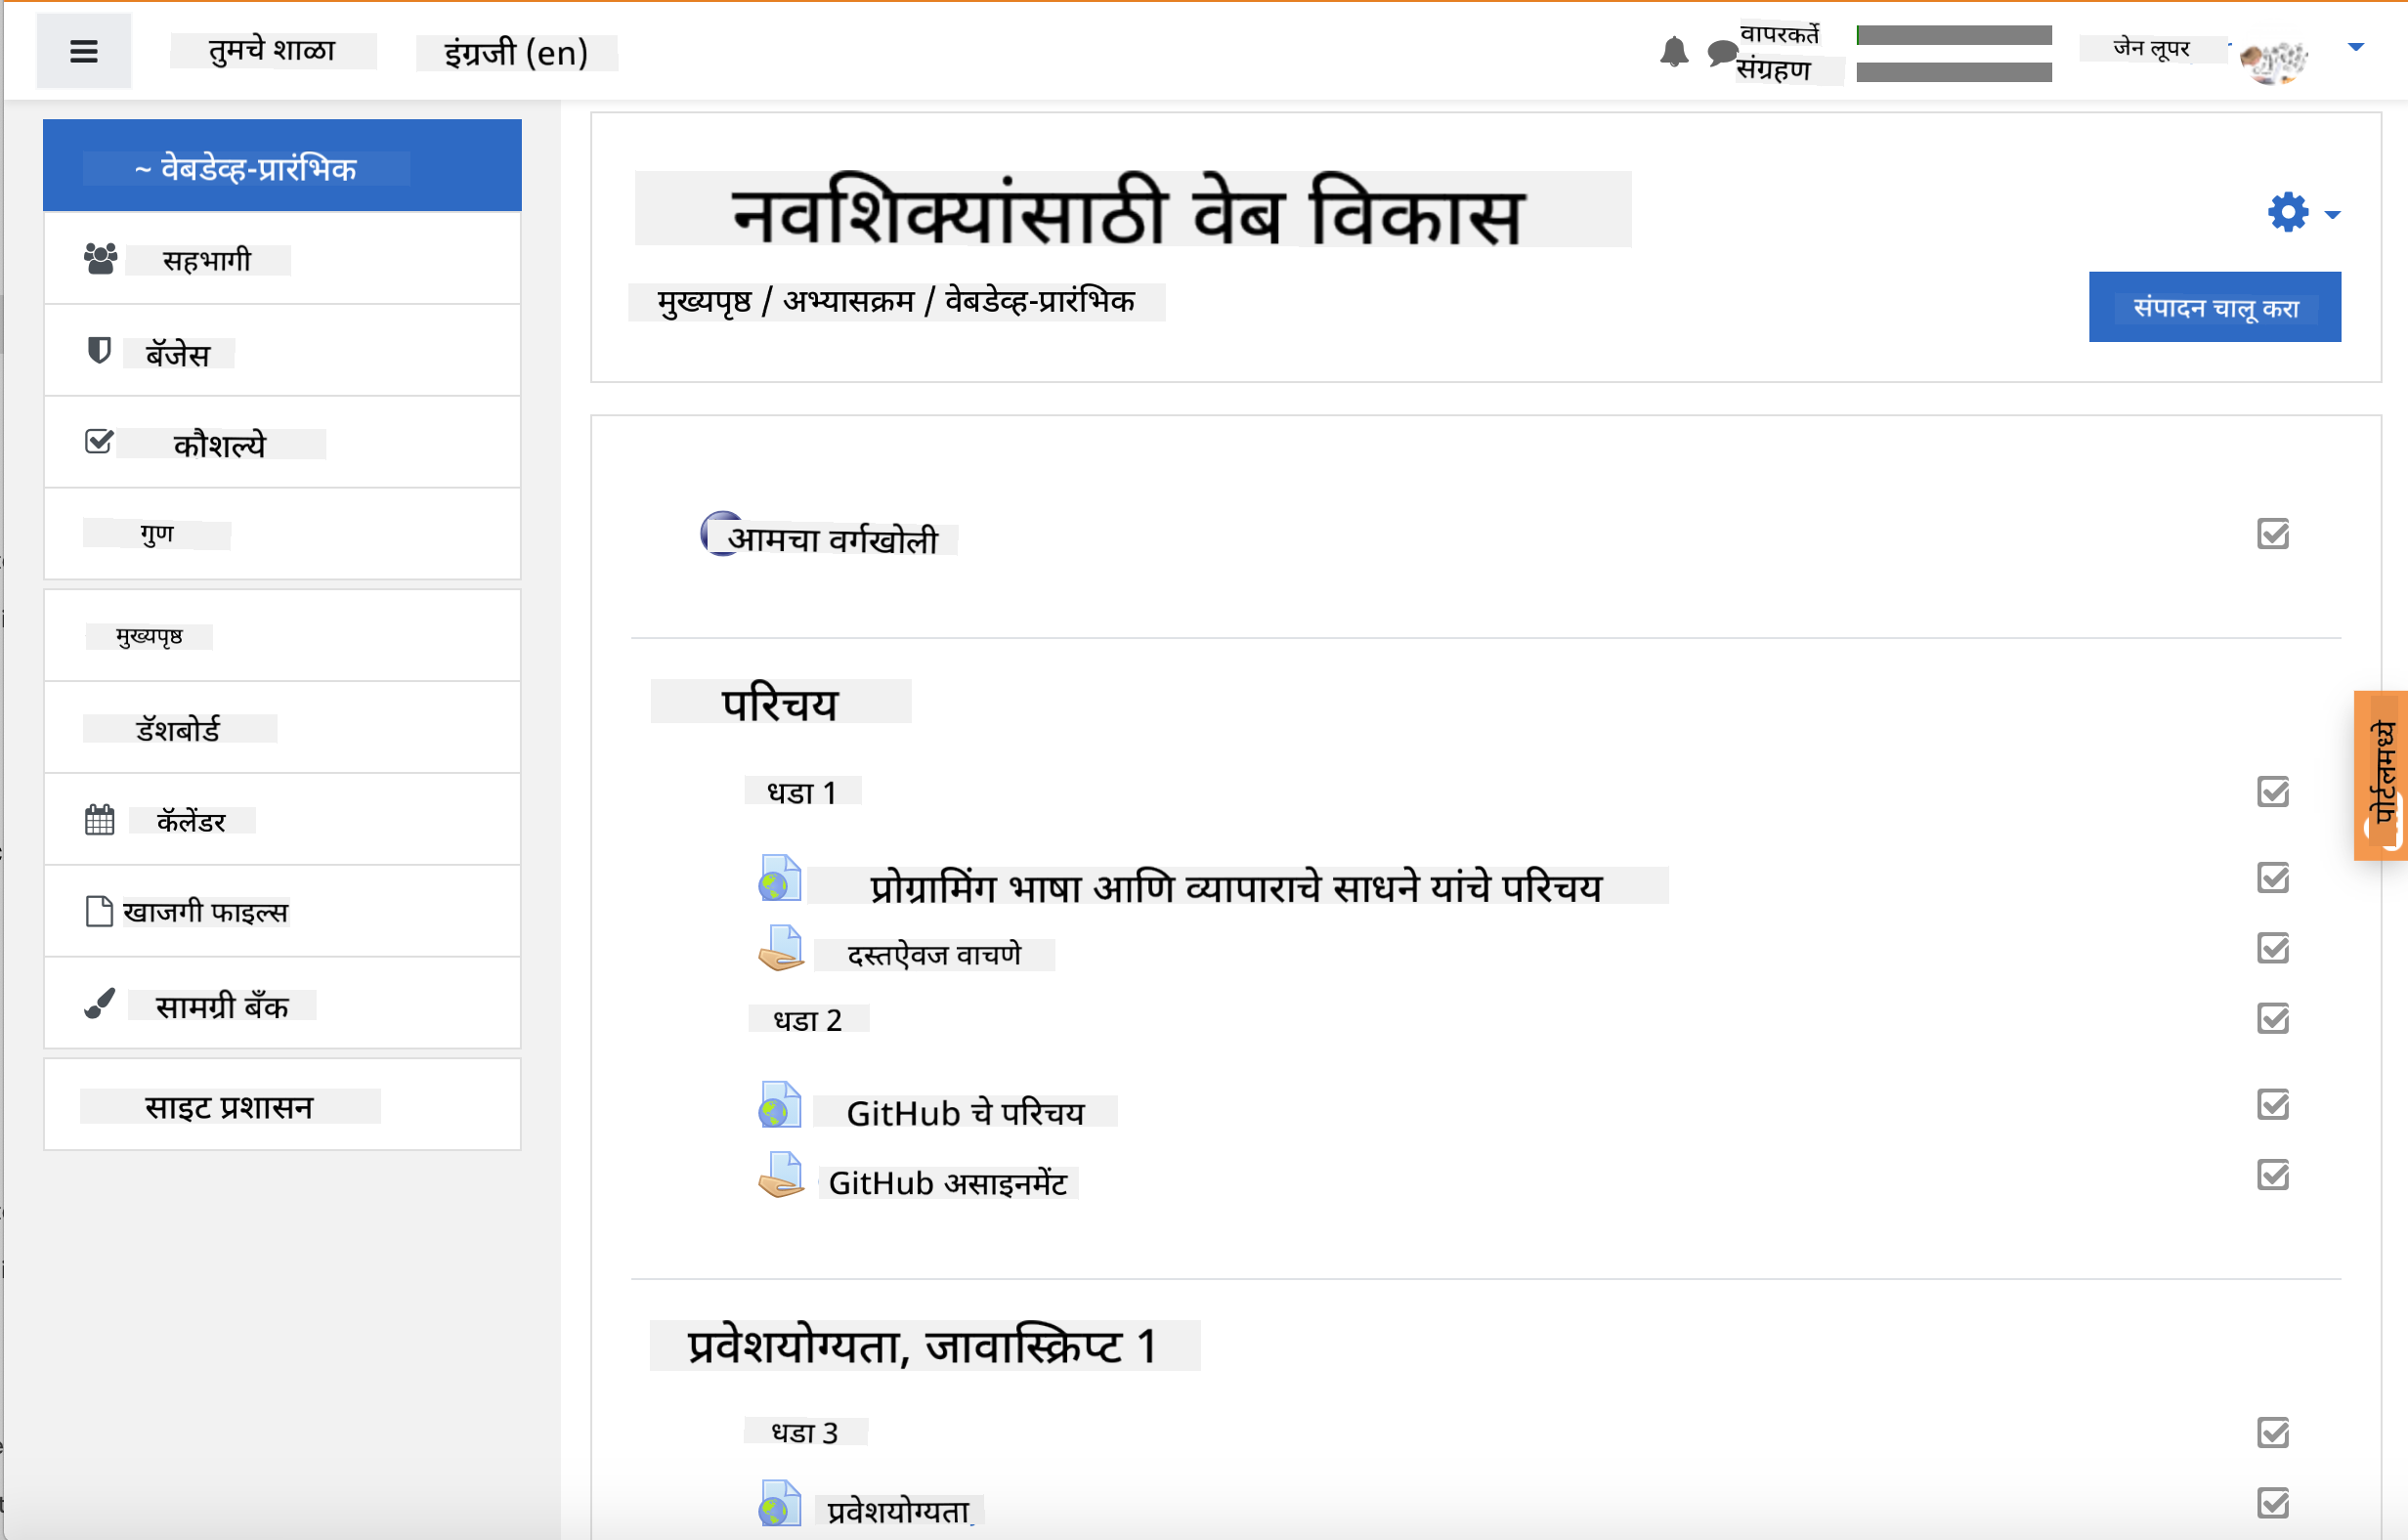 तुमचे शाळा
इंग्रजी (en)
वापरकर्ते
संग्रहण
जेन लूपर
~ वेबडेव्ह-प्रारंभिक
सहभागी
बॅजेस
कौशल्ये
गुण
मुख्यपृष्ठ
डॅशबोर्ड
कॅलेंडर
खाजगी फाइल्स
सामग्री बँक
साइट प्रशासन
नवशिक्यांसाठी वेब विकास
मुख्यपृष्ठ / अभ्यासक्रम / वेबडेव्ह-प्रारंभिक
संपादन चालू करा
आमचा वर्गखोली
परिचय
धडा 1
प्रोग्रामिंग भाषा आणि व्यापाराचे साधने यांचे परिचय
दस्तऐवज वाचणे
धडा 2
GitHub चे परिचय
GitHub असाइनमेंट
प्रवेशयोग्यता, जावास्क्रिप्ट 1
धडा 3
प्रवेशयोग्यता
पोर्टलमध्ये